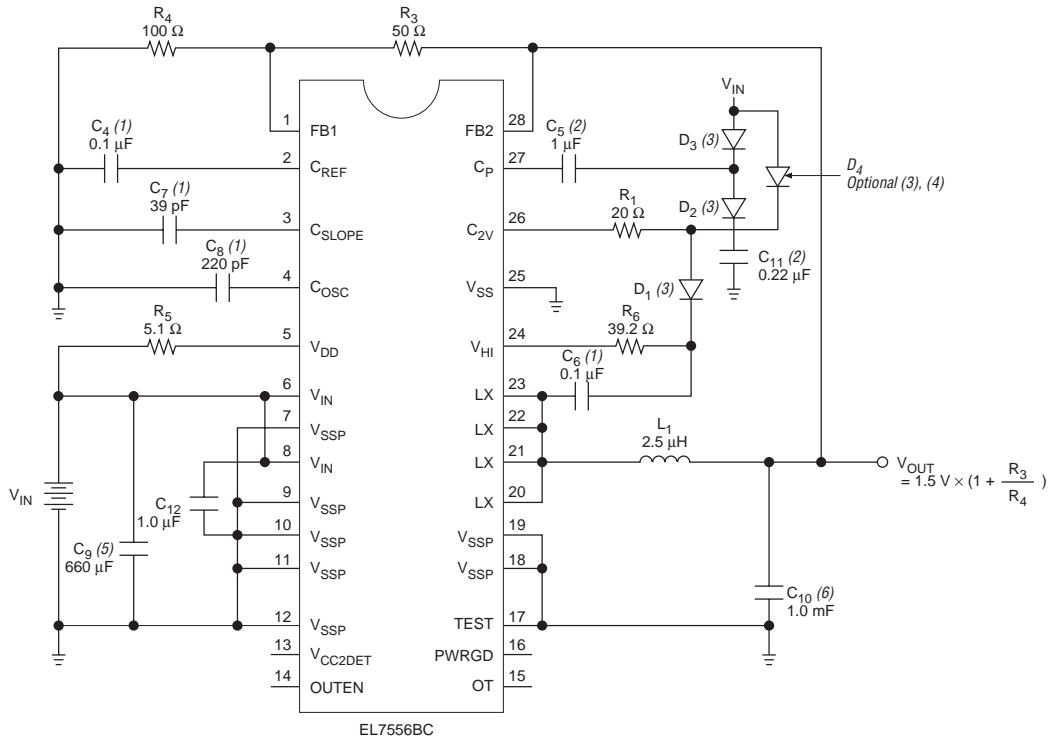 R4
100 Ω
R3
50 Ω
VIN
1
FB1
FB2
28
C4 (1)
0.1 µF
2
CREF
CP
27
C5 (2)
1 µF
D3 (3)
D4
Optional (3), (4)
C7 (1)
39 pF
3
CSLOPE
C2V
26
R1
20 Ω
D2 (3)
C8 (1)
220 pF
4
COSC
VSS
25
C11 (2)
0.22 µF
D1 (3)
R5
5.1 Ω
5
VDD
VHI
24
R6
39.2 Ω
6
VIN
LX
23
C6 (1)
0.1 µF
7
VSSP
LX
22
8
VIN
LX
21
L1
2.5 µH
VOUT
= 1.5 V × (1 + R3 / R4 )
VIN
C12
1.0 µF
9
VSSP
LX
20
10
VSSP
VSSP
19
C9 (5)
660 µF
11
VSSP
VSSP
18
C10 (6)
1.0 mF
12
VSSP
TEST
17
13
VCC2DET
PWRGD
16
14
OUTEN
OT
15
EL7556BC